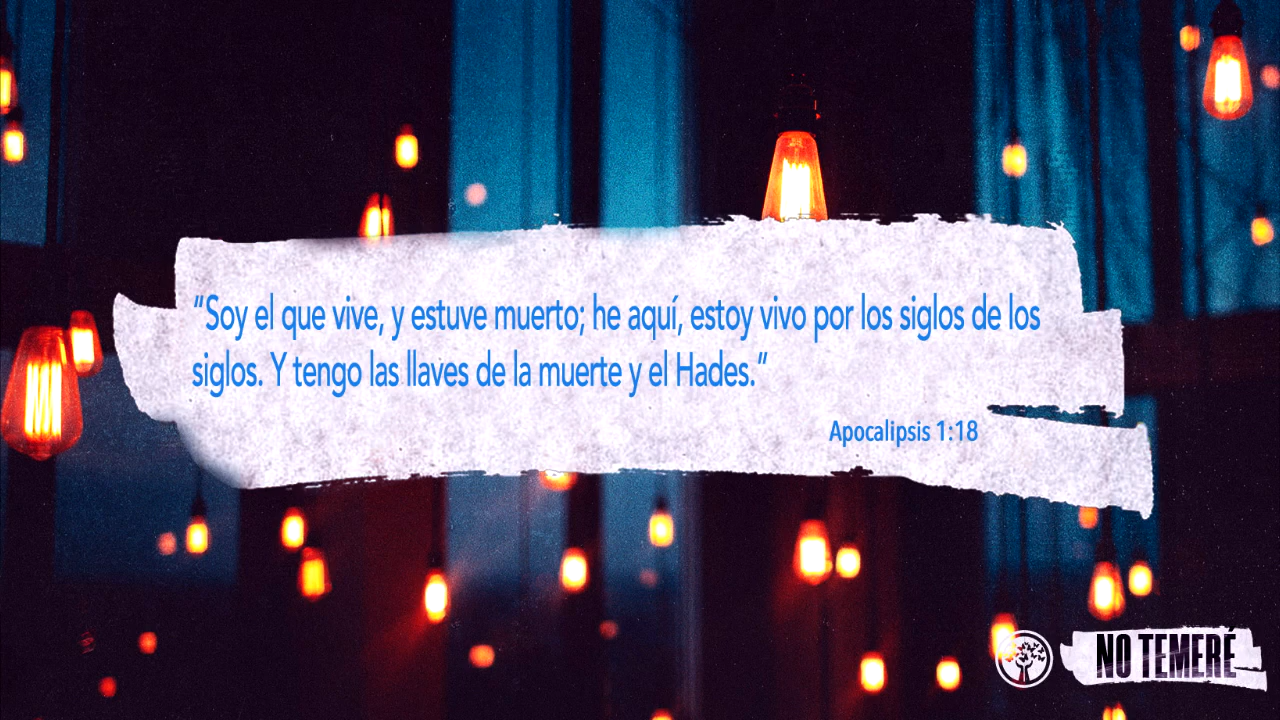 “Soy el que vive, y estuve muerto; he aquí, estoy vivo por los siglos de los
siglos. Y tengo las llaves de la muerte y el Hades.”
Apocalipsis 1:18
NO TEMERÉ